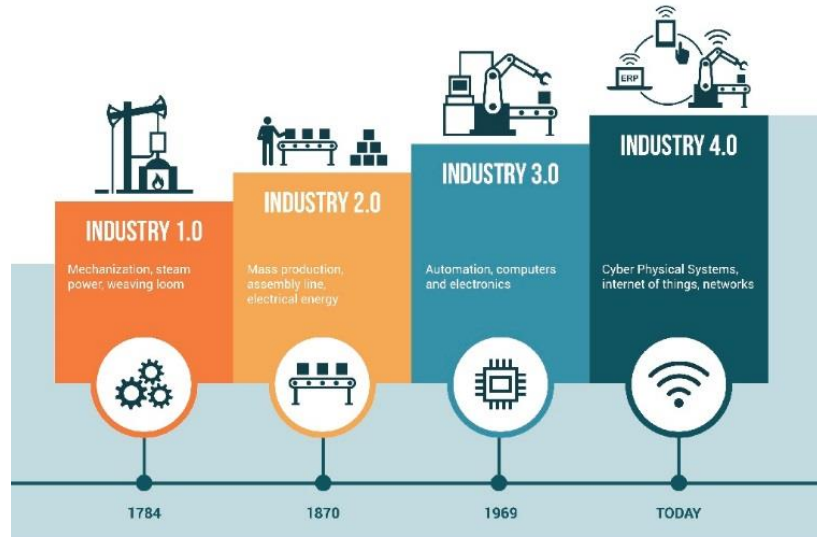 ERP
INDUSTRY 1.0
Mechanization, steam
power, weaving loom
INDUSTRY 2.0
Mass production,
assembly line,
electrical energy
INDUSTRY 3.0
Automation, computers
and electronics
INDUSTRY 4.0
Cyber Physical Systems,
internet of things, networks
1784
1870
1969
TODAY